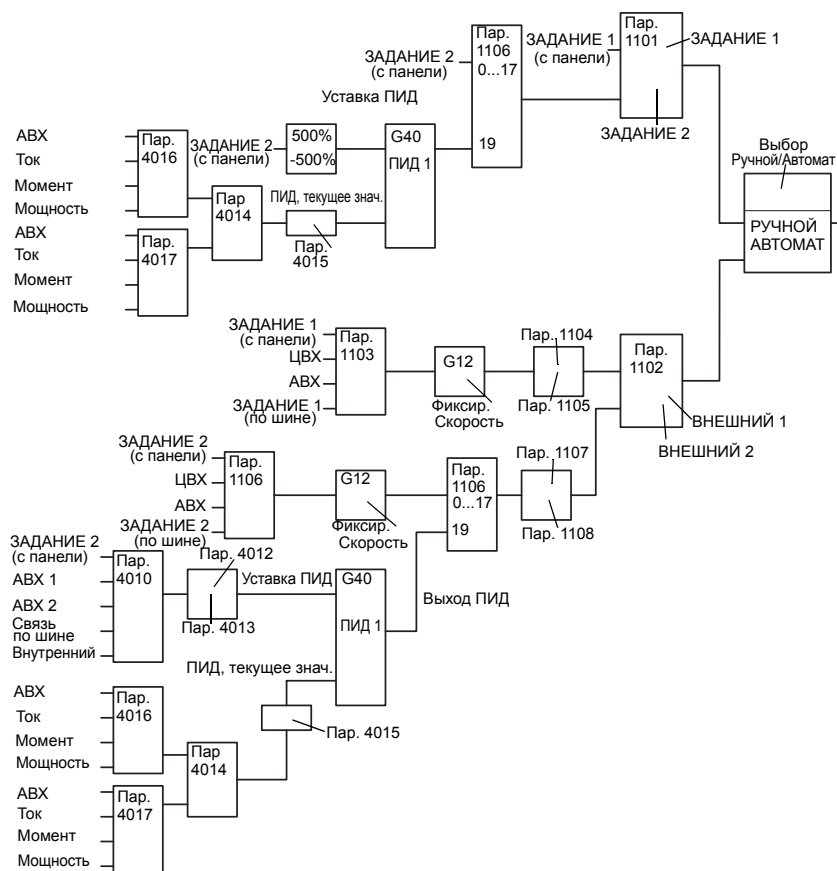 ЗАДАНИЕ 2
(с панели)
Пар.
1106
0...17
19
ЗАДАНИЕ 1
(с панели)
Пар.
1101
ЗАДАНИЕ 1
ЗАДАНИЕ 2
Уставка ПИД
АВХ
Ток
Момент
Мощность
Пар.
4016
ЗАДАНИЕ 2
(с панели)
500%
-500%
G40
ПИД 1
Выбор
Ручной/Автомат
РУЧНОЙ
АВТОМАТ
АВХ
Ток
Момент
Мощность
Пар.
4017
Пар
4014
ПИД, текущее знач.
Пар.
4015
ЗАДАНИЕ 1
(с панели)
ЦВХ
АВХ
ЗАДАНИЕ 1
(по шине)
Пар.
1103
G12
Фиксир.
Скорость
Пар. 1104
Пар. 1105
Пар.
1102
ВНЕШНИЙ 1
ВНЕШНИЙ 2
ЗАДАНИЕ 2
(с панели)
ЦВХ
АВХ
ЗАДАНИЕ 2
(по шине)
Пар.
1106
G12
Фиксир.
Скорость
Пар.
1106
0...17
19
Пар. 1107
Пар. 1108
ЗАДАНИЕ 2
(с панели)
АВХ 1
АВХ 2
Связь
по шине
Внутренний
Пар.
4010
Пар. 4012
Пар. 4013
Уставка ПИД
G40
ПИД 1
Выход ПИД
ПИД, текущее знач.
Пар. 4015
АВХ
Ток
Момент
Мощность
Пар.
4016
Пар
4014
АВХ
Ток
Момент
Мощность
Пар.
4017